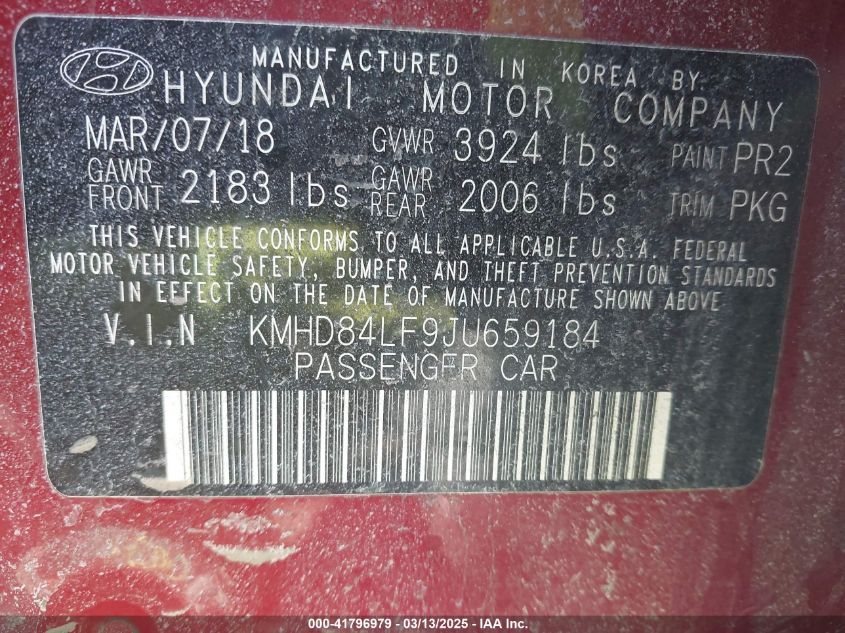 MANUFACTURED IN KOREA BY:
HYUNDAI MOTOR COMPANY
MAR/07/18 GVWR 3924 lbs PAINT PR2
GAWR FRONT 2183 lbs GAWR REAR 2006 lbs TRIM PKG
THIS VEHICLE CONFORMS TO ALL APPLICABLE U.S.A. FEDERAL
MOTOR VEHICLE SAFETY, BUMPER, AND THEFT PREVENTION STANDARDS
IN EFFECT ON THE DATE OF MANUFACTURE SHOWN ABOVE
V.I.N KMHD84LF9JU659184
PASSENGER CAR
000-41796979 - 03/13/2025 - IAA Inc.